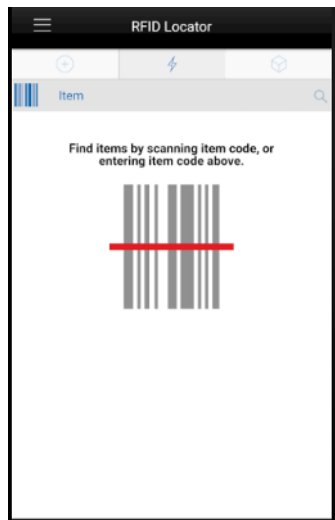 RFID Locator
Item
Find items by scanning item code, or
entering item code above.